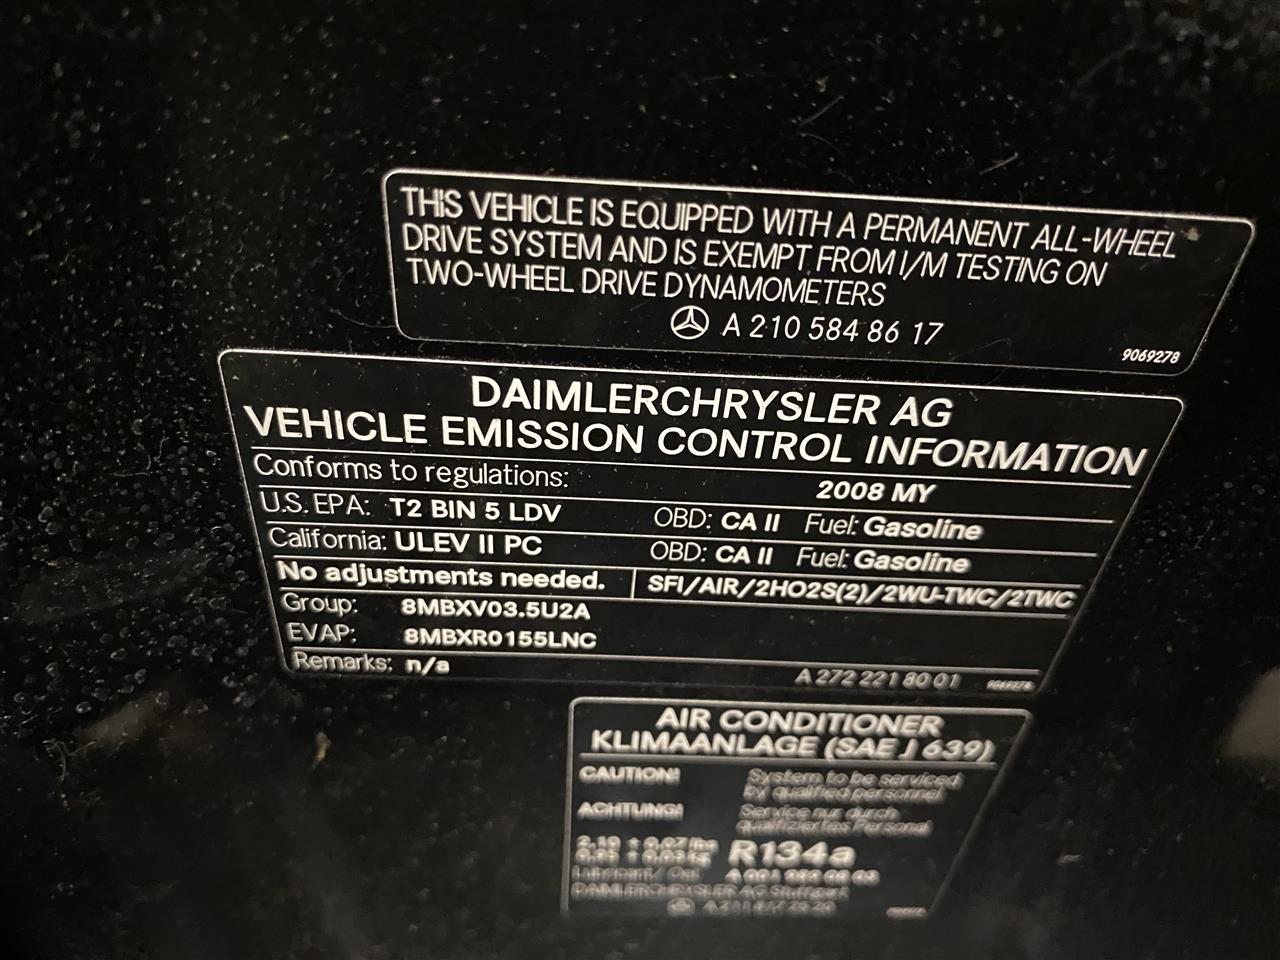 THIS VEHICLE IS EQUIPPED WITH A PERMANENT ALL-WHEEL
DRIVE SYSTEM AND IS EXEMPT FROM I/M TESTING ON
TWO-WHEEL DRIVE DYNAMOMETERS
A 210 584 86 17
9069278
DAIMLERCHRYSLER AG
VEHICLE EMISSION CONTROL INFORMATION
Conforms to regulations: 2008 MY
U.S. EPA: T2 BIN 5 LDV OBD: CA II Fuel: Gasoline
California: ULEV II PC OBD: CA II Fuel: Gasoline
No adjustments needed. SFI/AIR/2HO2S(2)/2WU-TWC/2TWC
Group: 8MBXV03.5U2A
EVAP: 8MBXR0155LNC
Remarks: n/a
A 272 221 80 01 9069278
AIR CONDITIONER
KLIMAANLAGE (SAE J 639)
CAUTION! System to be serviced
by qualified personnel
ACHTUNG! Service nur durch
qualifiziertes Personal
R134a
Lubricant/
DAIMLERCHRYSLER AG Stuttgart